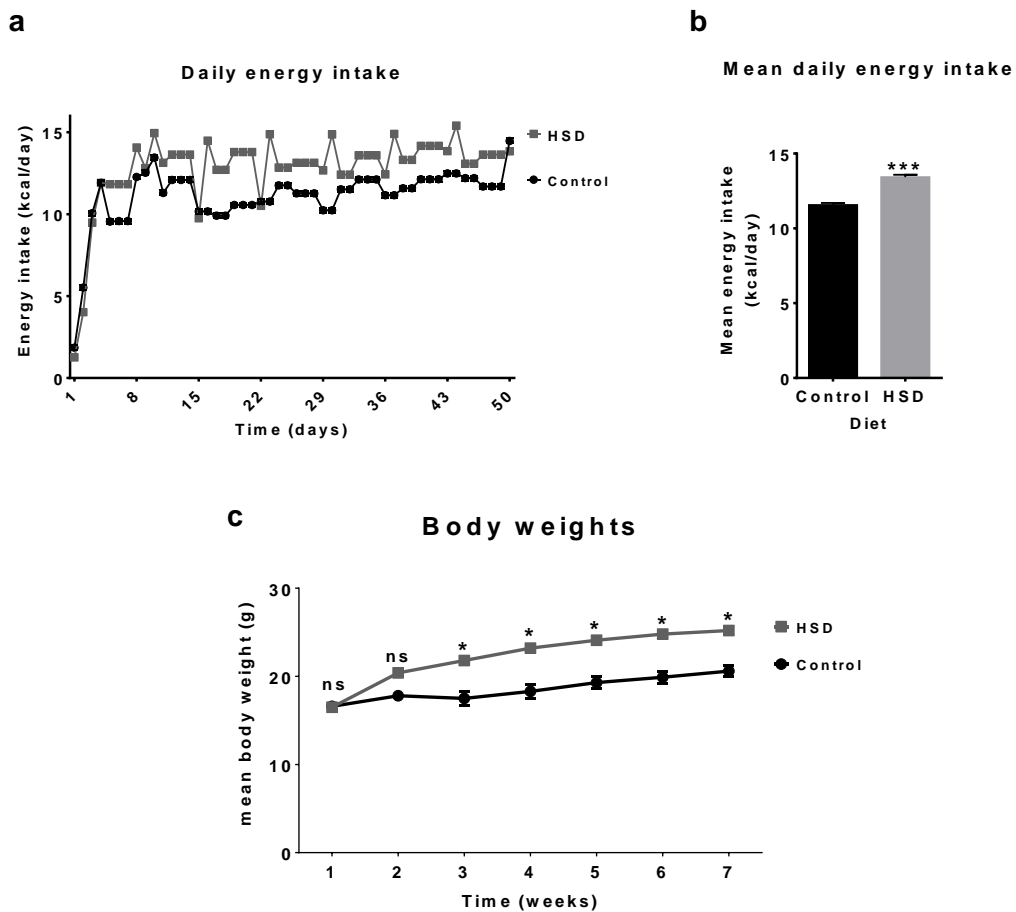 a
Daily energy intake
Energy intake (kcal/day)
15
10
5
0
1 8 15 22 29 36 43 50
Time (days)
HSD
Control
b
Mean daily energy intake
Mean energy intake
(kcal/day)
15
10
5
0
***
Control HSD
Diet
c
Body weights
mean body weight (g)
30
20
10
0
ns ns * * * * *
1 2 3 4 5 6 7
Time (weeks)
HSD
Control